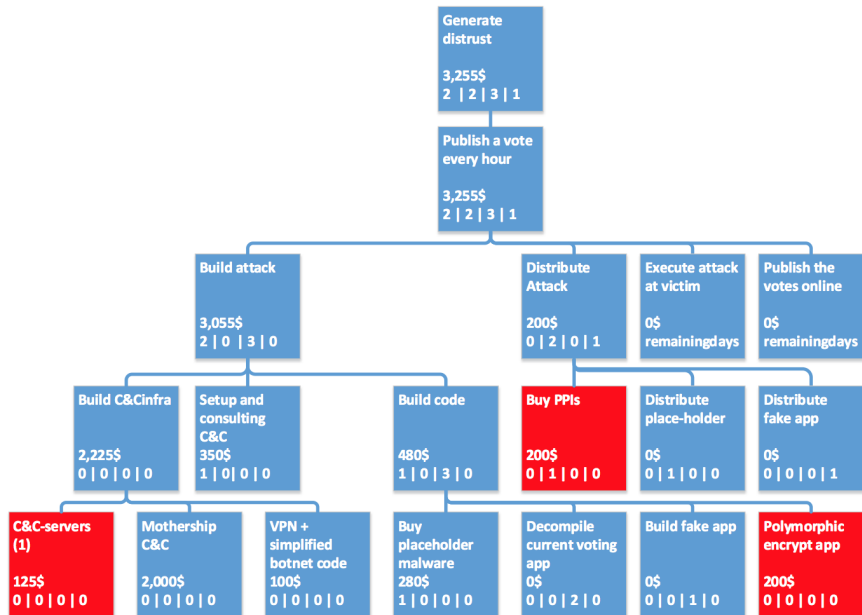 Generate
distrust
3,255$
2 | 2 | 3 | 1
Publish a vote
every hour
3,255$
2 | 2 | 3 | 1
Build attack
3,055$
2 | 0 | 3 | 0
Distribute
Attack
200$
0 | 2 | 0 | 1
Execute attack
at victim
0$
remainingdays
Publish the
votes online
0$
remainingdays
Build C&Cinfra
2,225$
0 | 0 | 0 | 0
Setup and
consulting
C&C
350$
1 | 0 | 0 | 0
Build code
480$
1 | 0 | 3 | 0
Buy PPIs
200$
0 | 1 | 0 | 0
Distribute
place-holder
0$
0 | 1 | 0 | 0
Distribute
fake app
0$
0 | 0 | 0 | 1
C&C-servers
(1)
125$
0 | 0 | 0 | 0
Mothership
C&C
2,000$
0 | 0 | 0 | 0
VPN +
simplified
botnet code
100$
0 | 0 | 0 | 0
Buy
placeholder
malware
280$
1 | 0 | 0 | 0
Decompile
current voting
app
0$
0 | 0 | 2 | 0
Build fake app
0$
0 | 0 | 1 | 0
Polymorphic
encrypt app
200$
0 | 0 | 0 | 0